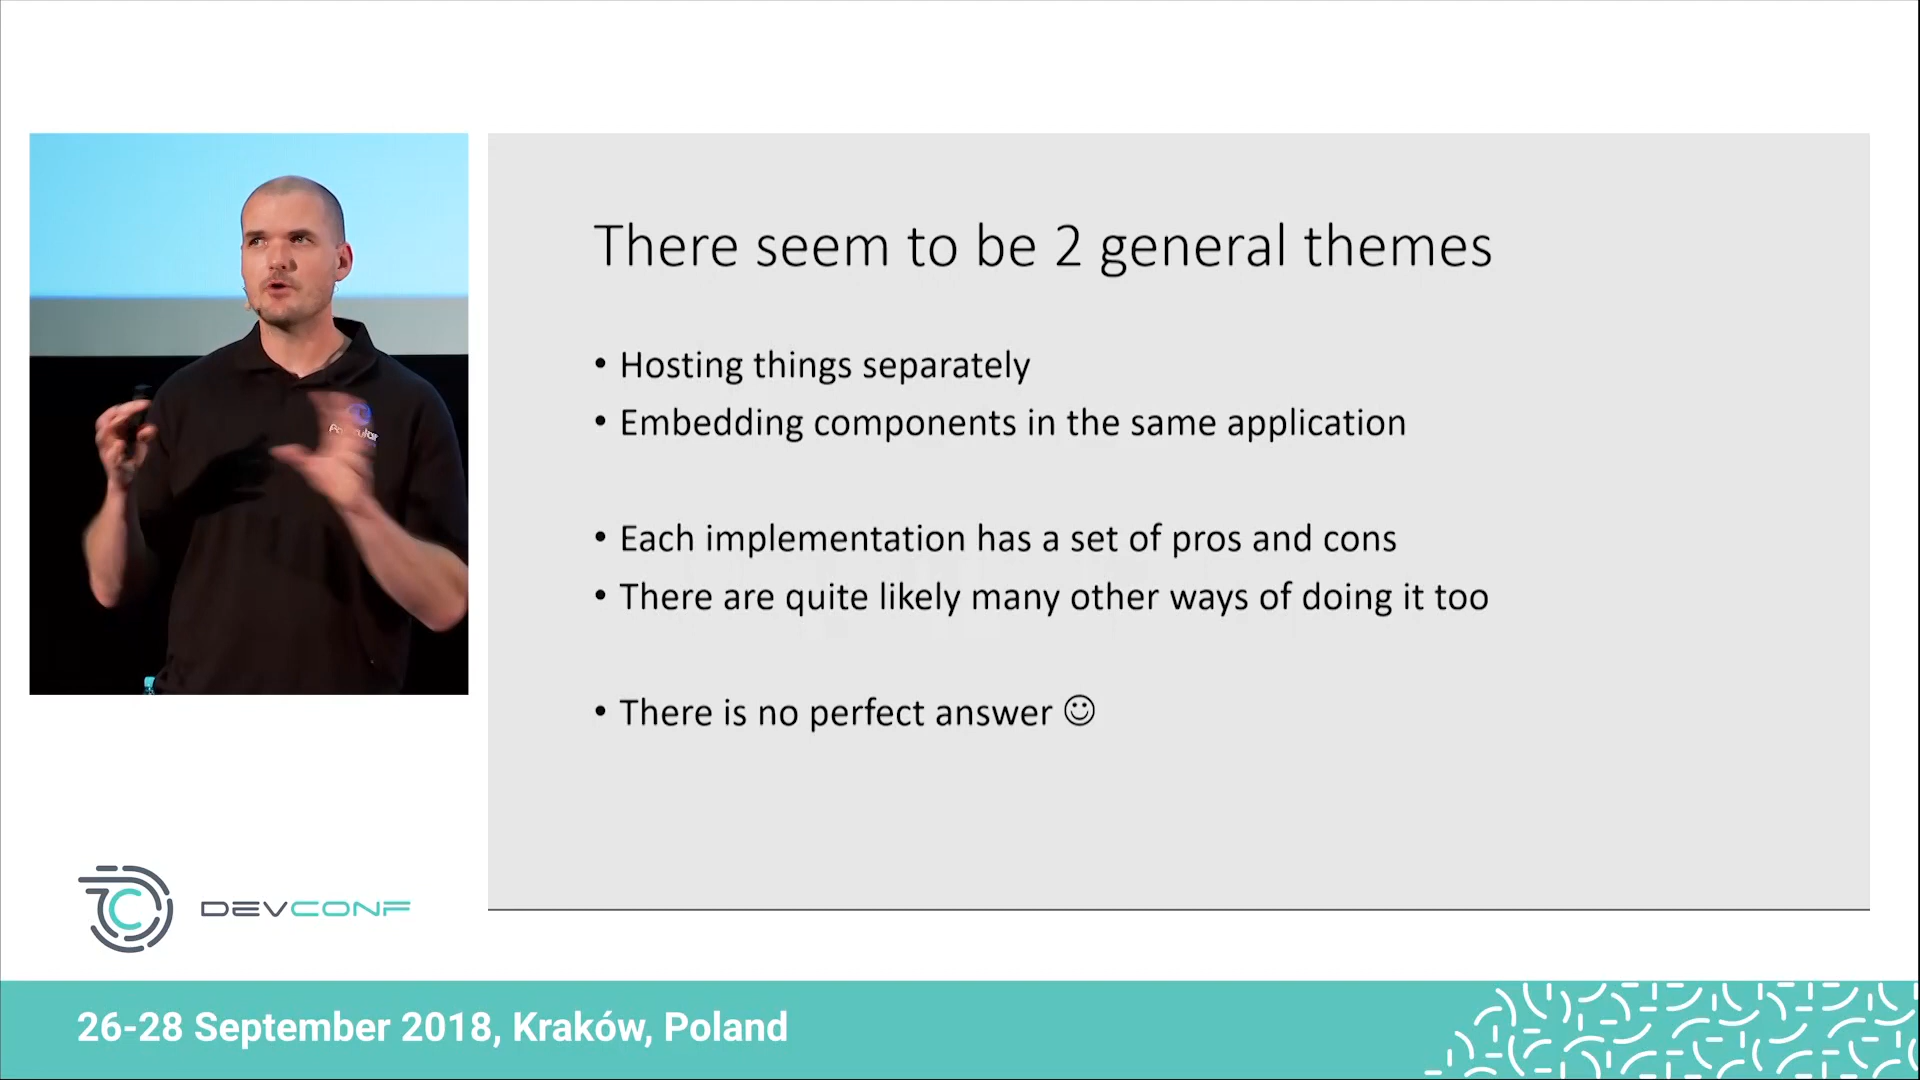 There seem to be 2 general themes
• Hosting things separately
• Embedding components in the same application
• Each implementation has a set of pros and cons
• There are quite likely many other ways of doing it too
• There is no perfect answer ☺
DEVCONF
26-28 September 2018, Kraków, Poland